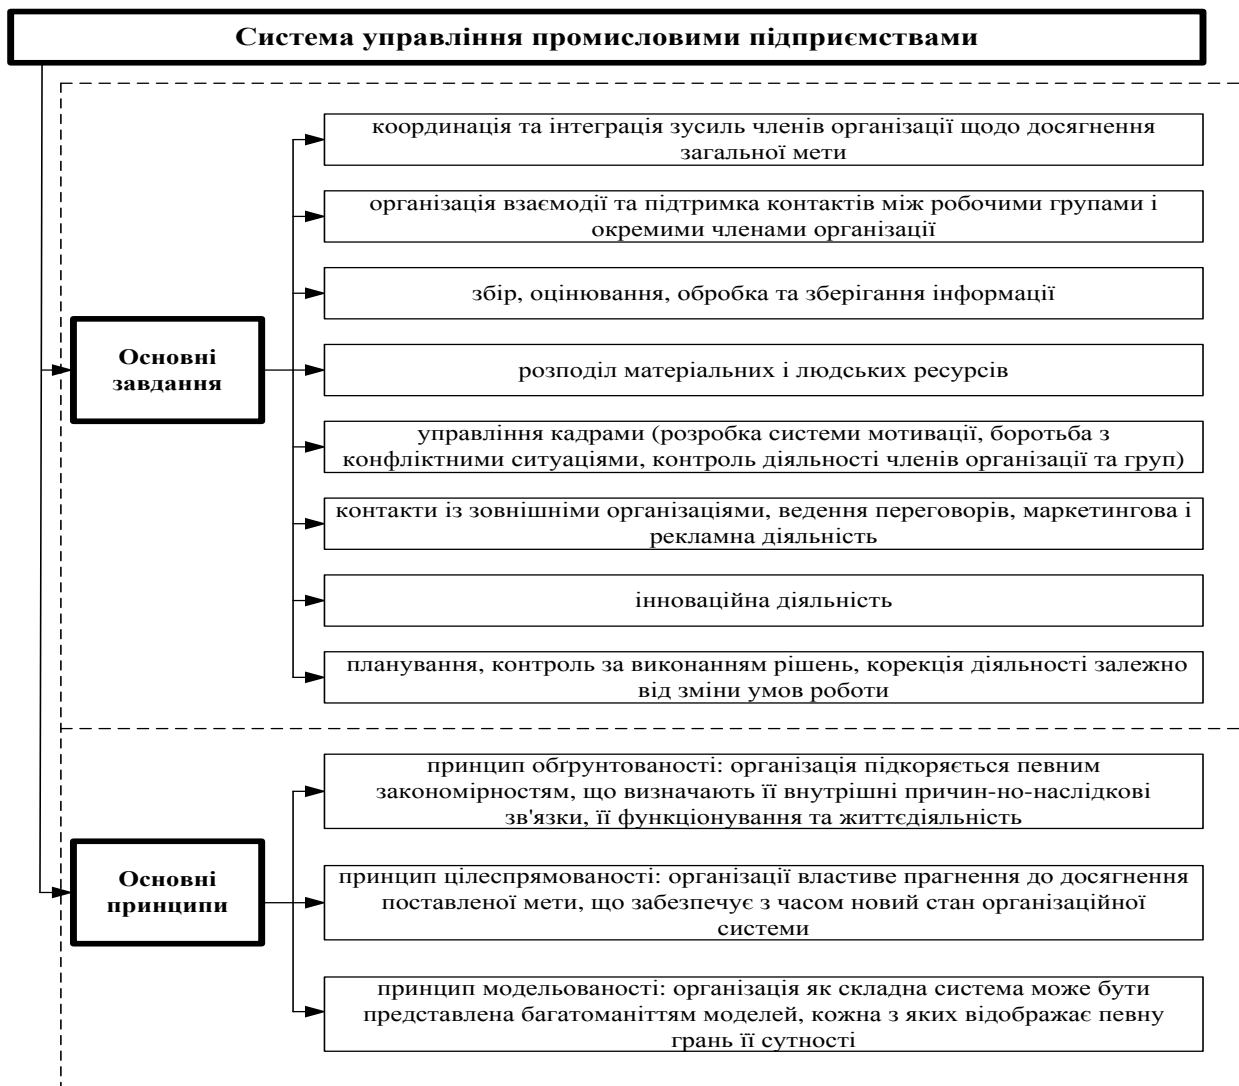 Система управління промисловими підприємствами
координація та інтеграція зусиль членів організації щодо досягнення
загальної мети
організація взаємодії та підтримка контактів між робочими групами і
окремими членами організації
збір, оцінювання, обробка та зберігання інформації
Основні
завдання
розподіл матеріальних і людських ресурсів
управління кадрами (розробка системи мотивації, боротьба з
конфліктними ситуаціями, контроль діяльності членів організації та груп)
контакти із зовнішніми організаціями, ведення переговорів, маркетингова і
рекламна діяльність
інноваційна діяльність
планування, контроль за виконанням рішень, корекція діяльності залежно
від зміни умов роботи
принцип обґрунтованості: організація підкоряється певним
закономірностям, що визначають її внутрішні причин-но-наслідкові
зв'язки, її функціонування та життєдіяльність
Основні
принципи
принцип цілеспрямованості: організації властиве прагнення до досягнення
поставленої мети, що забезпечує з часом новий стан організаційної
системи
принцип модельованості: організація як складна система може бути
представлена багатоманіттям моделей, кожна з яких відображає певну
грань її сутності